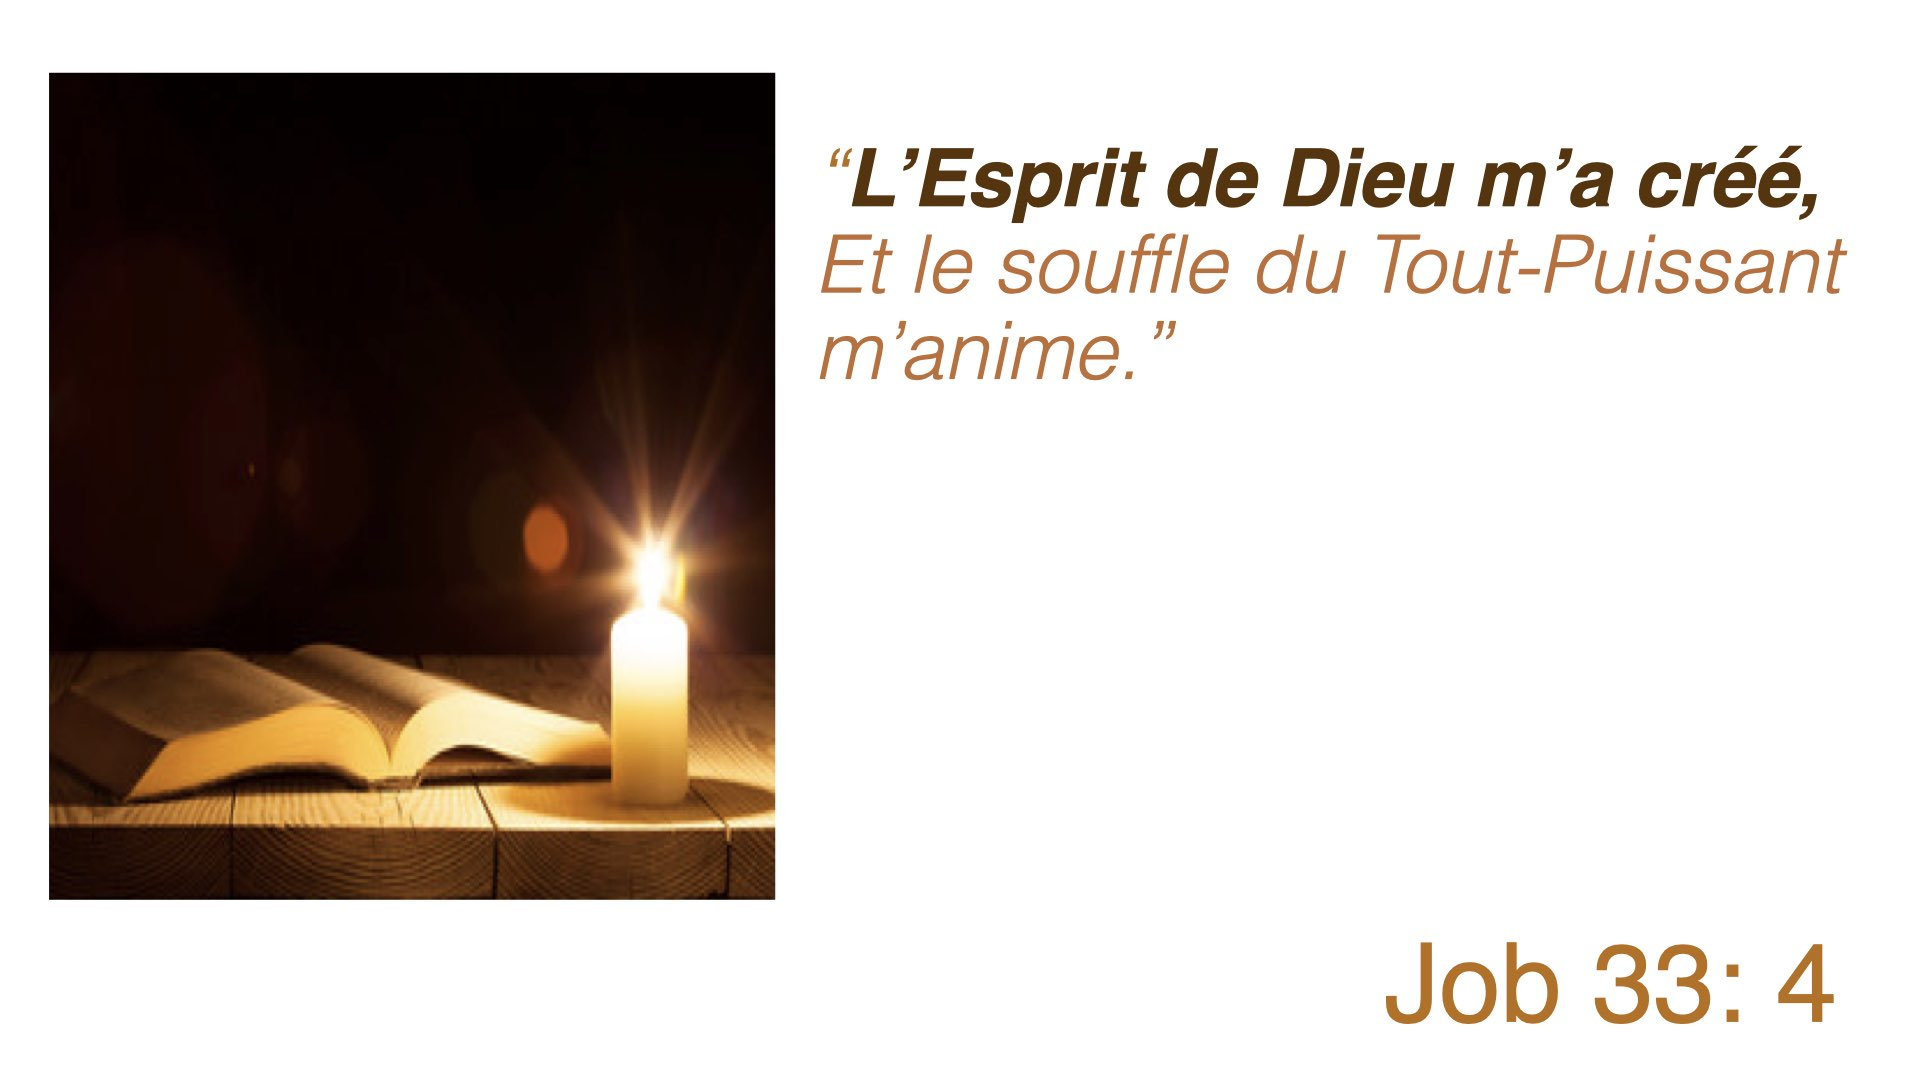 “L’Esprit de Dieu m’a créé,
Et le souffle du Tout-Puissant
m’anime.”
Job 33: 4